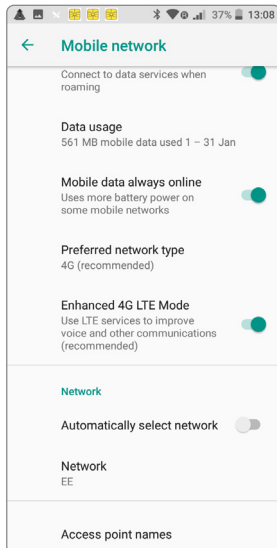 37% 13:08
Mobile network
Connect to data services when
roaming
Data usage
561 MB mobile data used 1 – 31 Jan
Mobile data always online
Uses more battery power on
some mobile networks
Preferred network type
4G (recommended)
Enhanced 4G LTE Mode
Use LTE services to improve
voice and other communications
(recommended)
Network
Automatically select network
Network
EE
Access point names